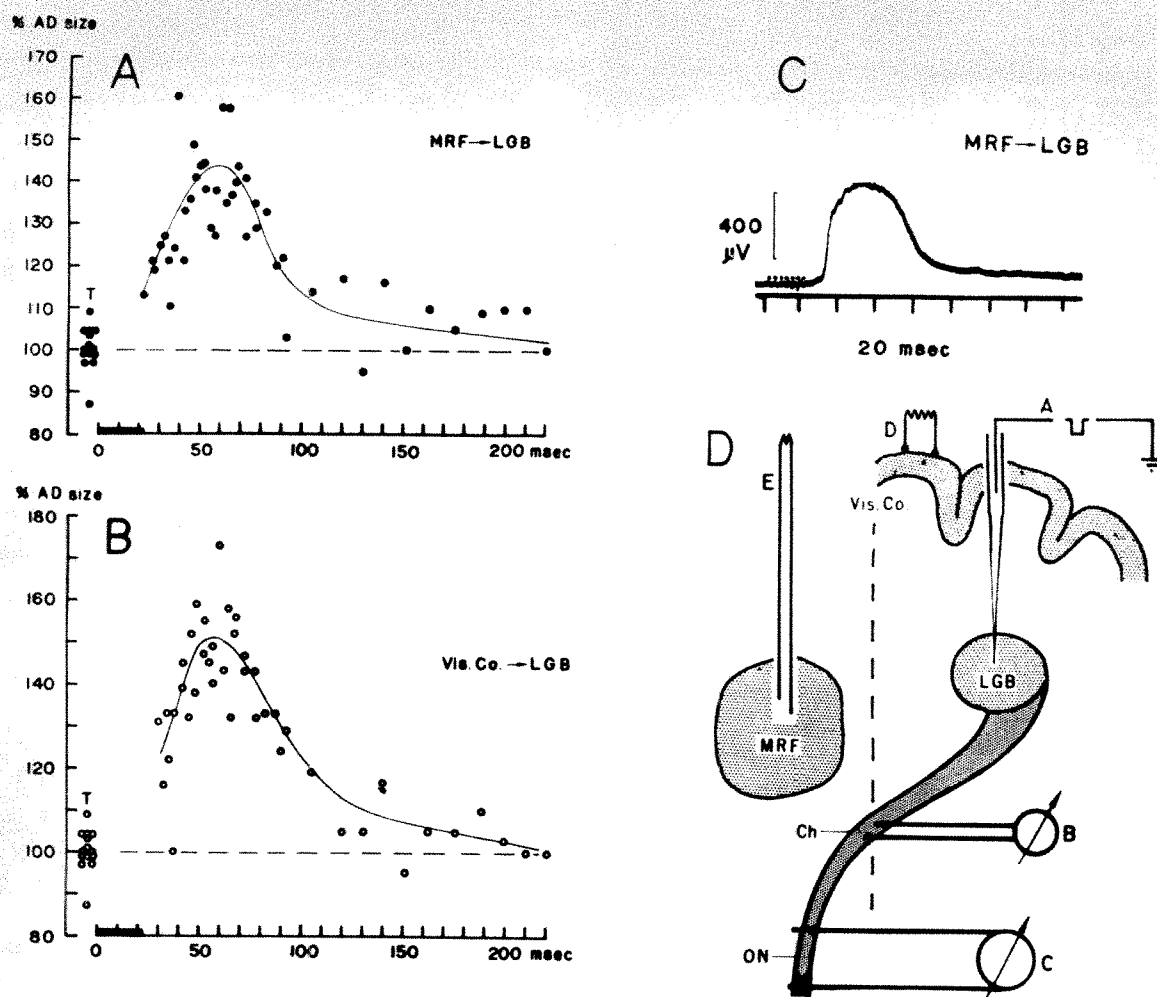 % AD size
A
170
160
150
140
130
120
110
100
90
80
MRF→LGB
T
0 50 100 150 200 msec
% AD size
B
180
160
140
120
100
80
Vis. Co. →LGB
T
0 50 100 150 200 msec
C
MRF→LGB
400
μV
20 msec
D
A
D
E
Vis. Co.
LGB
MRF
Ch
B
ON
C